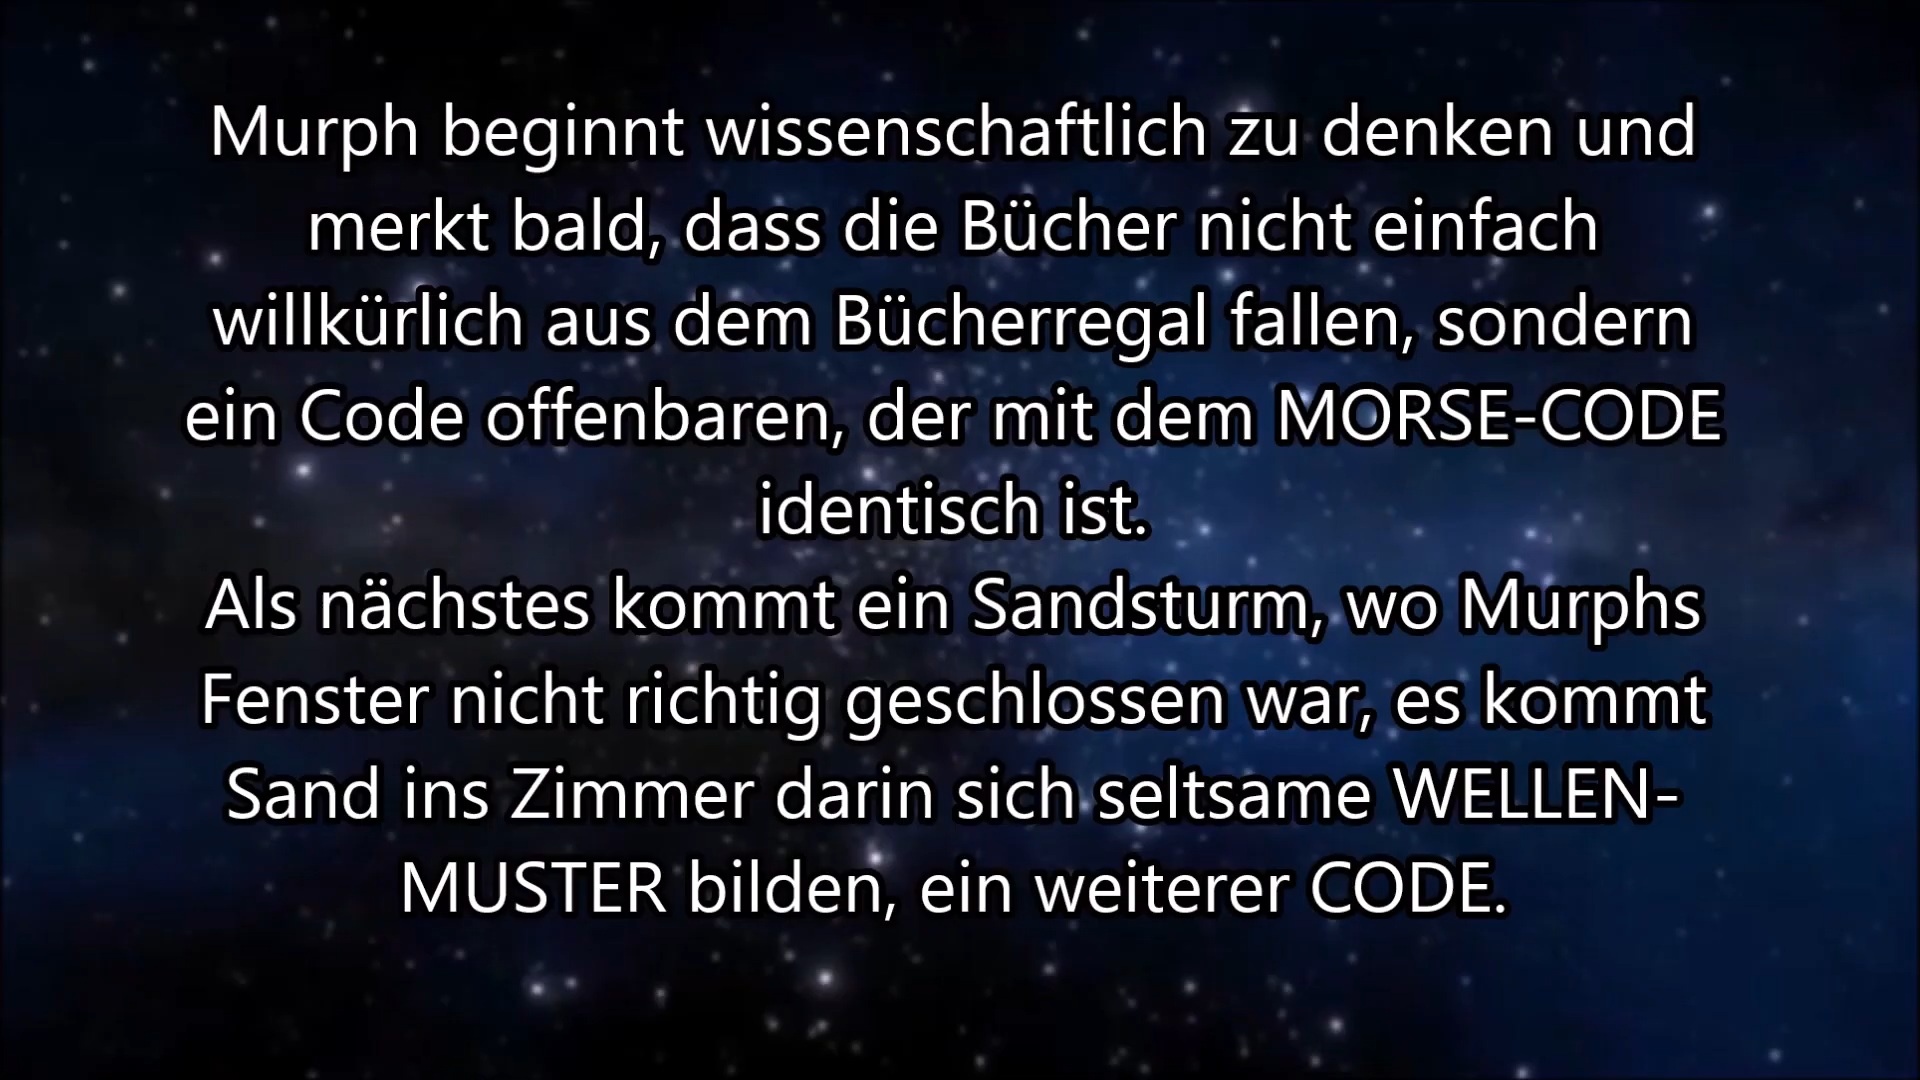 Murph beginnt wissenschaftlich zu denken und
merkt bald, dass die Bücher nicht einfach
willkürlich aus dem Bücherregal fallen, sondern
ein Code offenbaren, der mit dem MORSE-CODE
identisch ist.
Als nächstes kommt ein Sandsturm, wo Murphs
Fenster nicht richtig geschlossen war, es kommt
Sand ins Zimmer darin sich seltsame WELLEN-
MUSTER bilden, ein weiterer CODE.